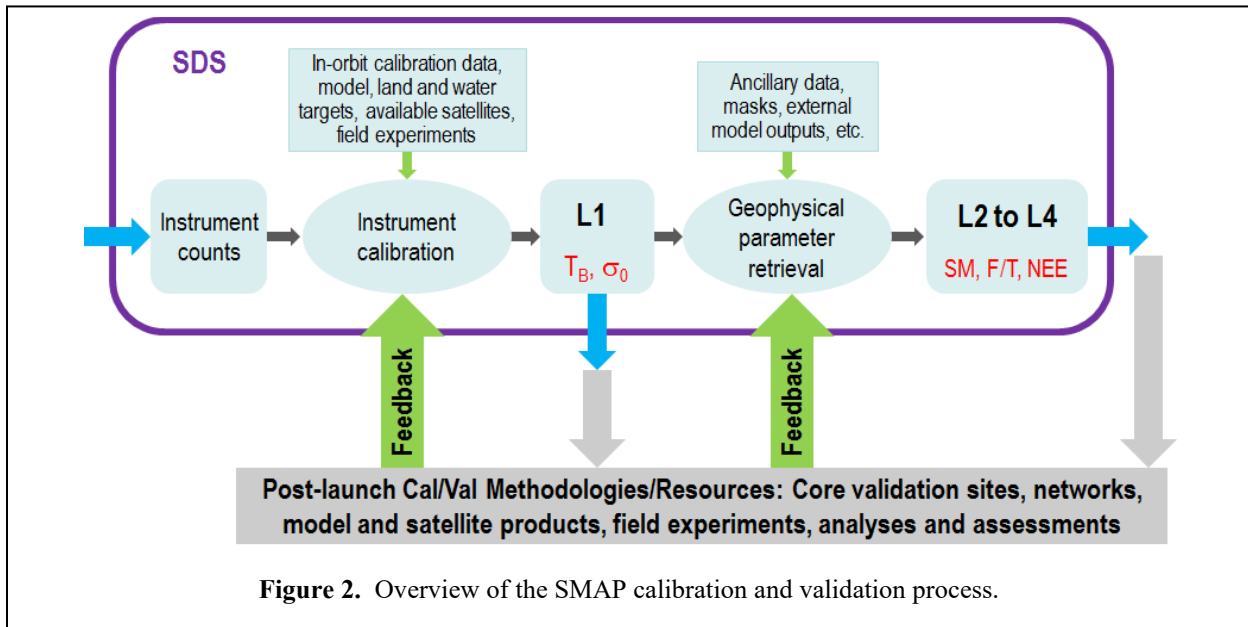 SDS
In-orbit calibration data,
model, land and water
targets, available satellites,
field experiments
Ancillary data,
masks, external
model outputs, etc.
Instrument
counts
Instrument
calibration
L1
T_B, σ_0
Geophysical
parameter
retrieval
L2 to L4
SM, F/T, NEE
Feedback
Feedback
Post-launch Cal/Val Methodologies/Resources: Core validation sites, networks,
model and satellite products, field experiments, analyses and assessments
Figure 2. Overview of the SMAP calibration and validation process.